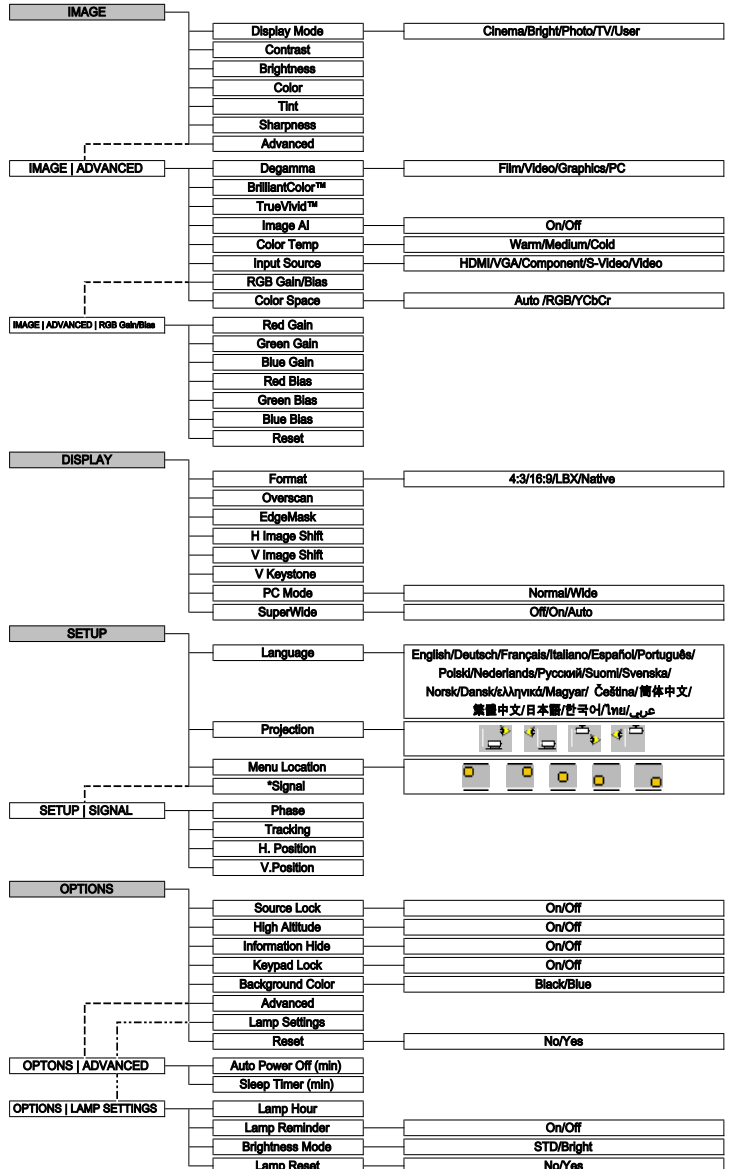 IMAGE
Display Mode Cinema/Bright/Photo/TV/User
Contrast
Brightness
Color
Tint
Sharpness
Advanced
IMAGE | ADVANCED Degamma Film/Video/Graphics/PC
BrilliantColor™
TrueVivid™
Image AI On/Off
Color Temp Warm/Medium/Cold
Input Source HDMI/VGA/Component/S-Video/Video
RGB Gain/Bias
Color Space Auto /RGB/YCbCr
IMAGE | ADVANCED | RGB Gain/Bias Red Gain
Green Gain
Blue Gain
Red Bias
Green Bias
Blue Bias
Reset
DISPLAY
Format 4:3/16:9/LBX/Native
Overscan
EdgeMask
H Image Shift
V Image Shift
V Keystone
PC Mode Normal/Wide
SuperWide Off/On/Auto
SETUP
Language English/Deutsch/Français/Italiano/Español/Português/
Polski/Nederlands/Русский/Suomi/Svenska/
Norsk/Dansk/ελληνικά/Magyar/ Čeština/簡体中文/
繁體中文/日本語/한국어/ไทย/عربي
Projection
Menu Location
*Signal
SETUP | SIGNAL Phase
Tracking
H. Position
V.Position
OPTIONS
Source Lock On/Off
High Altitude On/Off
Information Hide On/Off
Keypad Lock On/Off
Background Color Black/Blue
Advanced
Lamp Settings
Reset No/Yes
OPTONS | ADVANCED Auto Power Off (min)
Sleep Timer (min)
OPTIONS | LAMP SETTINGS Lamp Hour
Lamp Reminder On/Off
Brightness Mode STD/Bright
Lamp Reset No/Yes